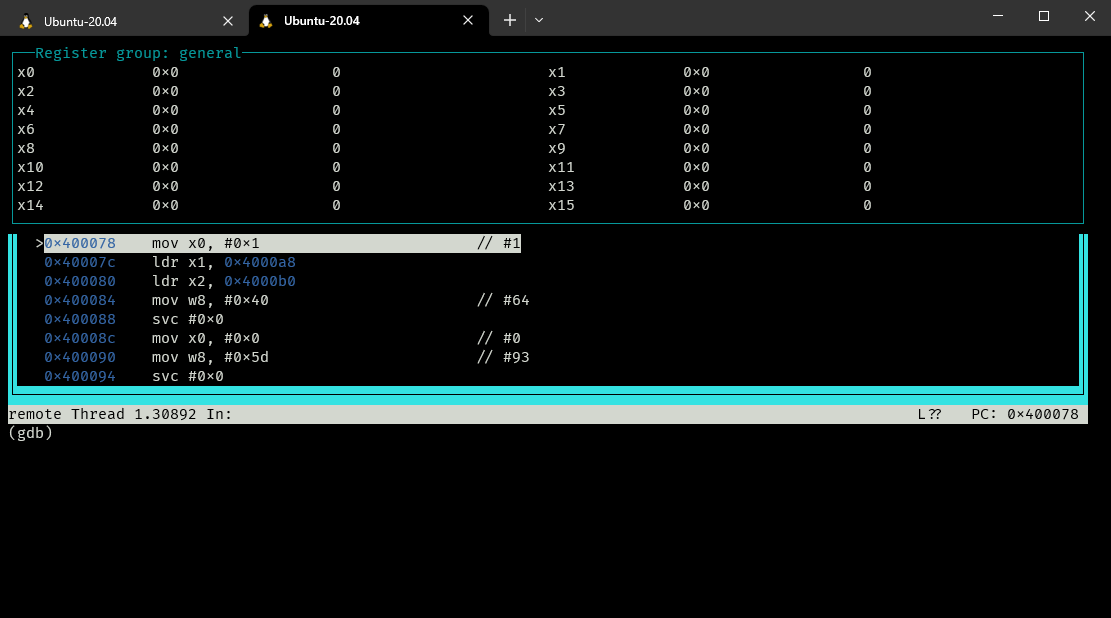 Ubuntu-20.04 Ubuntu-20.04
Register group: general
x0 0×0 0 x1 0×0 0
x2 0×0 0 x3 0×0 0
x4 0×0 0 x5 0×0 0
x6 0×0 0 x7 0×0 0
x8 0×0 0 x9 0×0 0
x10 0×0 0 x11 0×0 0
x12 0×0 0 x13 0×0 0
x14 0×0 0 x15 0×0 0
>0×400078 mov x0, #0×1 // #1
0×40007c ldr x1, 0×4000a8
0×400080 ldr x2, 0×4000b0
0×400084 mov w8, #0×40 // #64
0×400088 svc #0×0
0×40008c mov x0, #0×0 // #0
0×400090 mov w8, #0×5d // #93
0×400094 svc #0×0
remote Thread 1.30892 In: L?? PC: 0×400078
(gdb)